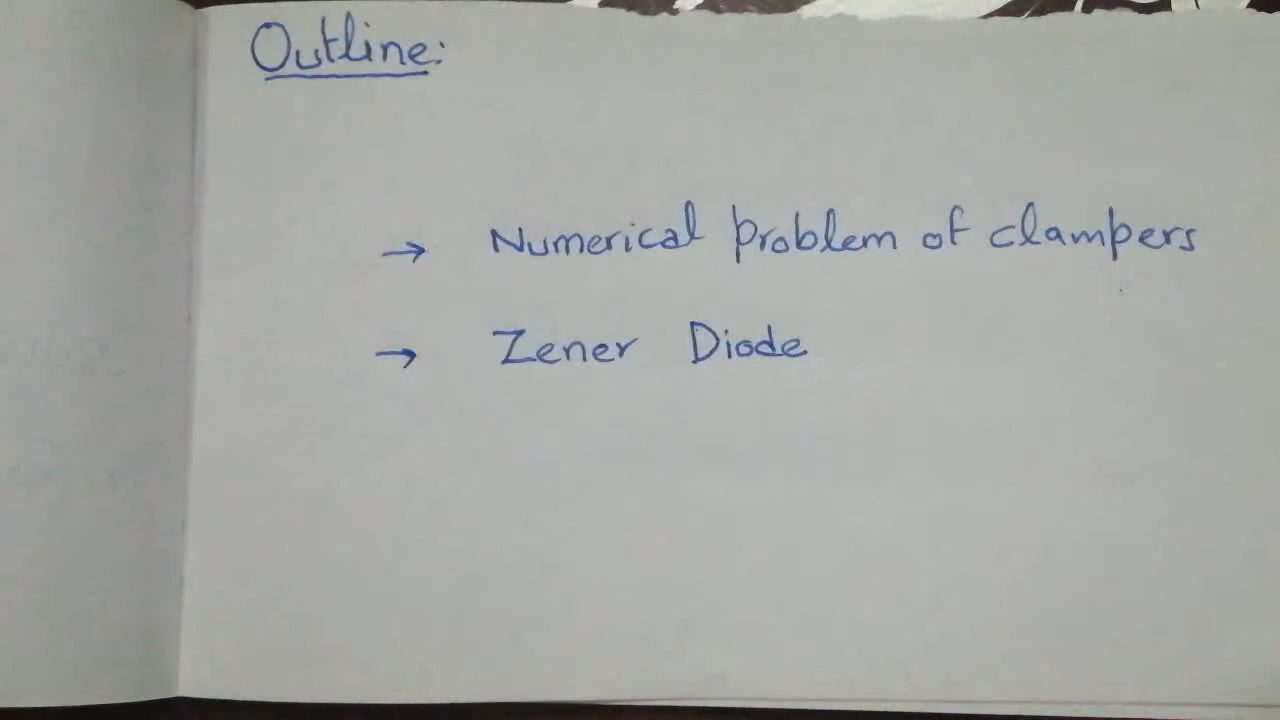 Outline:
→ Numerical problem of clampers
→ Zener Diode